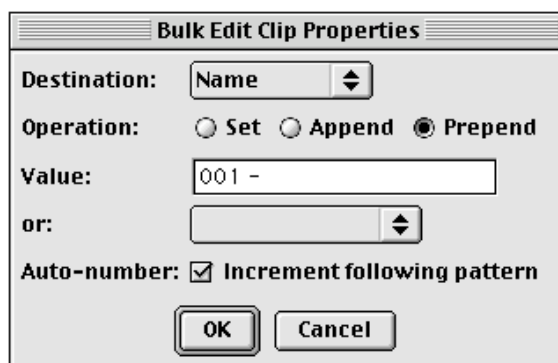 Bulk Edit Clip Properties
Destination: Name
Operation: Set Append Prepend
Value: 001 -
or:
Auto-number: Increment following pattern
OK Cancel